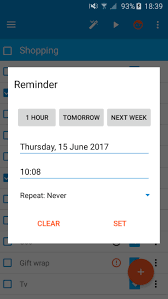 93% 18:39
Shopping
Reminder
1 HOUR
TOMORROW
NEXT WEEK
Thursday, 15 June 2017
10:08
Repeat: Never
CLEAR
SET
Gift wrap
Tv